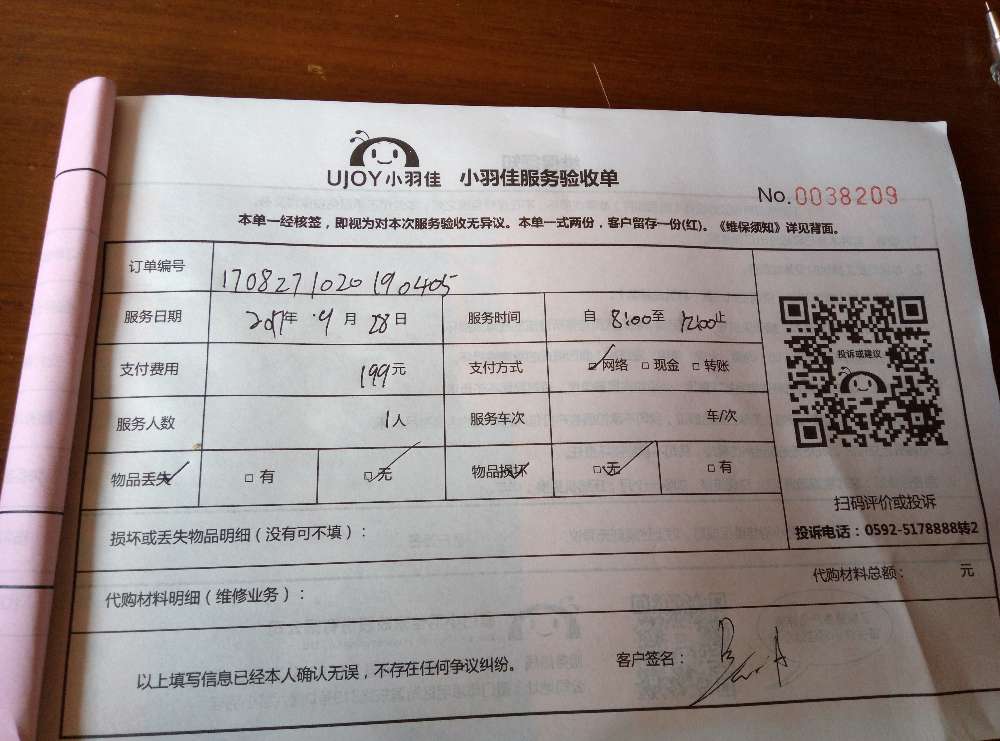 UJOY小羽佳 小羽佳服务验收单
No.0038209
本单一经核签，即视为对本次服务验收无异议。本单一式两份，客户留存一份(红)。《维保须知》详见背面。
订单编号 1708271020190405
服务日期 2017年 月 28日 服务时间 自 8:00至 12:00止
支付费用 199元 支付方式 ☑网络 □现金 □转账
投诉或建议
服务人数 1人 服务车次 车/次
物品丢失 □有 ☑无 物品损坏 ☑无 □有
扫码评价或投诉
投诉电话：0592-5178888转2
损坏或丢失物品明细（没有可不填）：
代购材料明细（维修业务）：
代购材料总额： 元
以上填写信息已经本人确认无误，不存在任何争议纠纷。 客户签名：